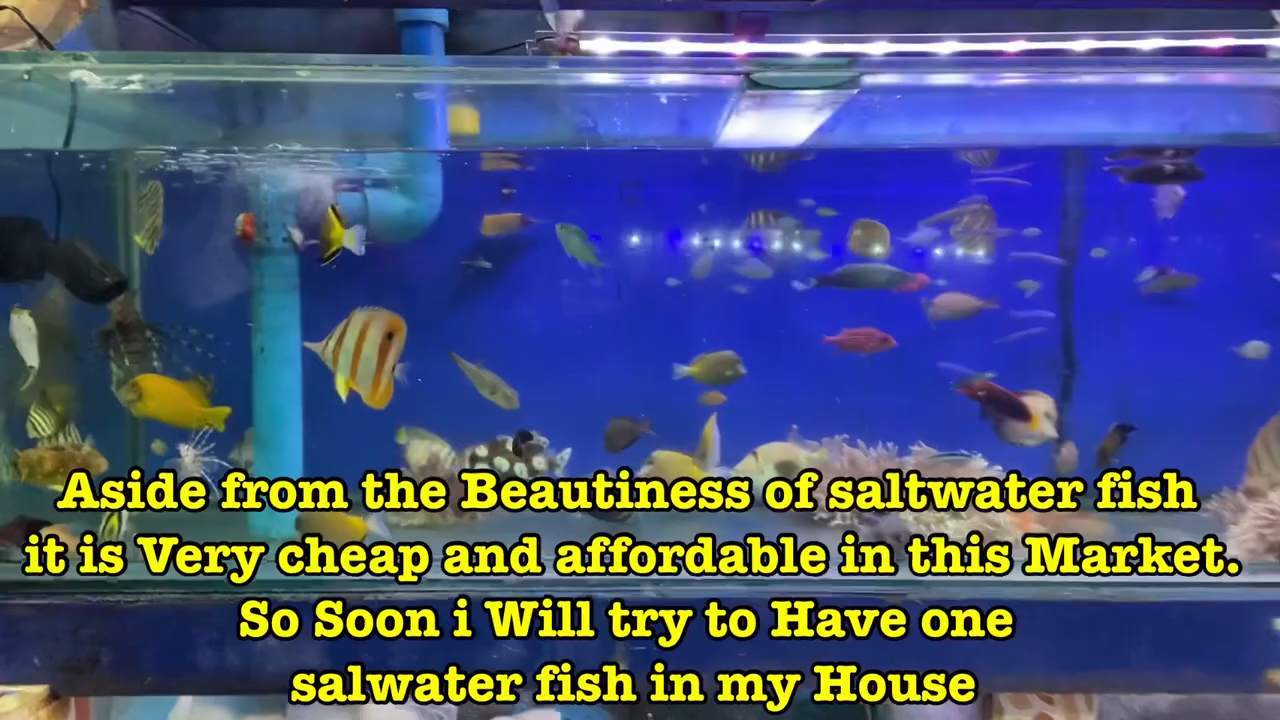 Aside from the Beautiness of saltwater fish
it is Very cheap and affordable in this Market.
So Soon i Will try to Have one
salwater fish in my House